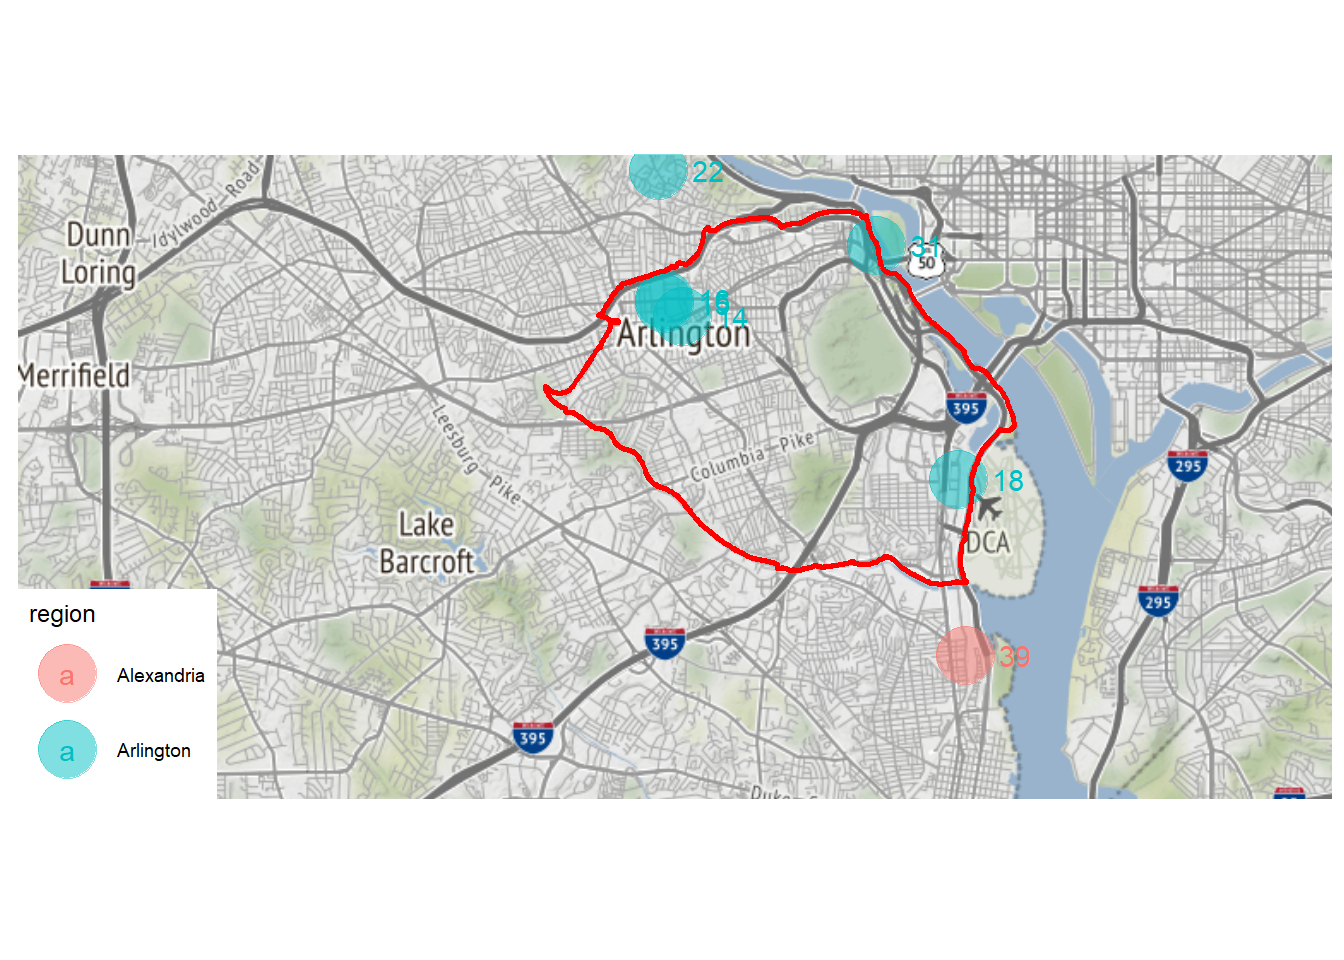 22
Idylwood Road
Dunn
Loring
31
50
16
14
Arlington
Merrifield
395
Leesburg Pike
Columbia Pike
295
18
Lake
Barcroft
DCA
295
region
395
39
a Alexandria
395
a Arlington